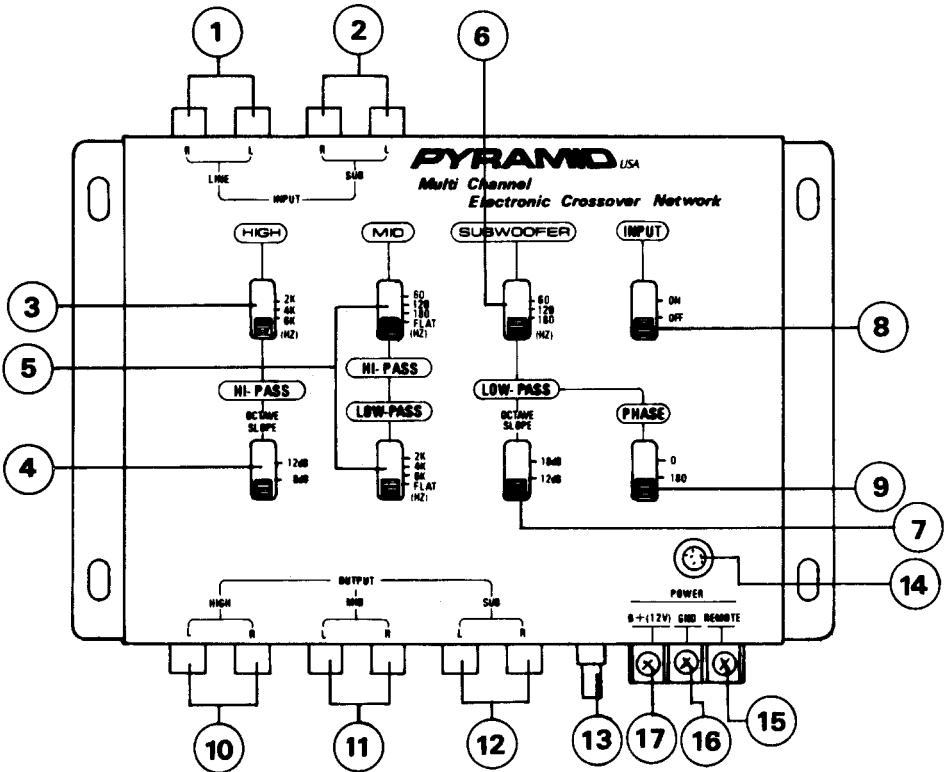 1 2 6
R L R L
LINE SUB
INPUT
PYRAMID USA
Multi Channel
Electronic Crossover Network
HIGH MID SUBWOOFER INPUT
3
2K
4K
6K
(HZ)
60
120
180
FLAT
(HZ)
60
120
180
(HZ)
ON
OFF
8
5
HI-PASS
HI-PASS
LOW-PASS
LOW-PASS
PHASE
OCTAVE
SLOPE
OCTAVE
SLOPE
4
12dB
2K
4K
6K
FLAT
(HZ)
18dB
12dB
0
180
9
7
14
OUTPUT
HIGH MID SUB
L R L R L R
POWER
B+(12V) GND REMOTE
10 11 12 13 17 16 15